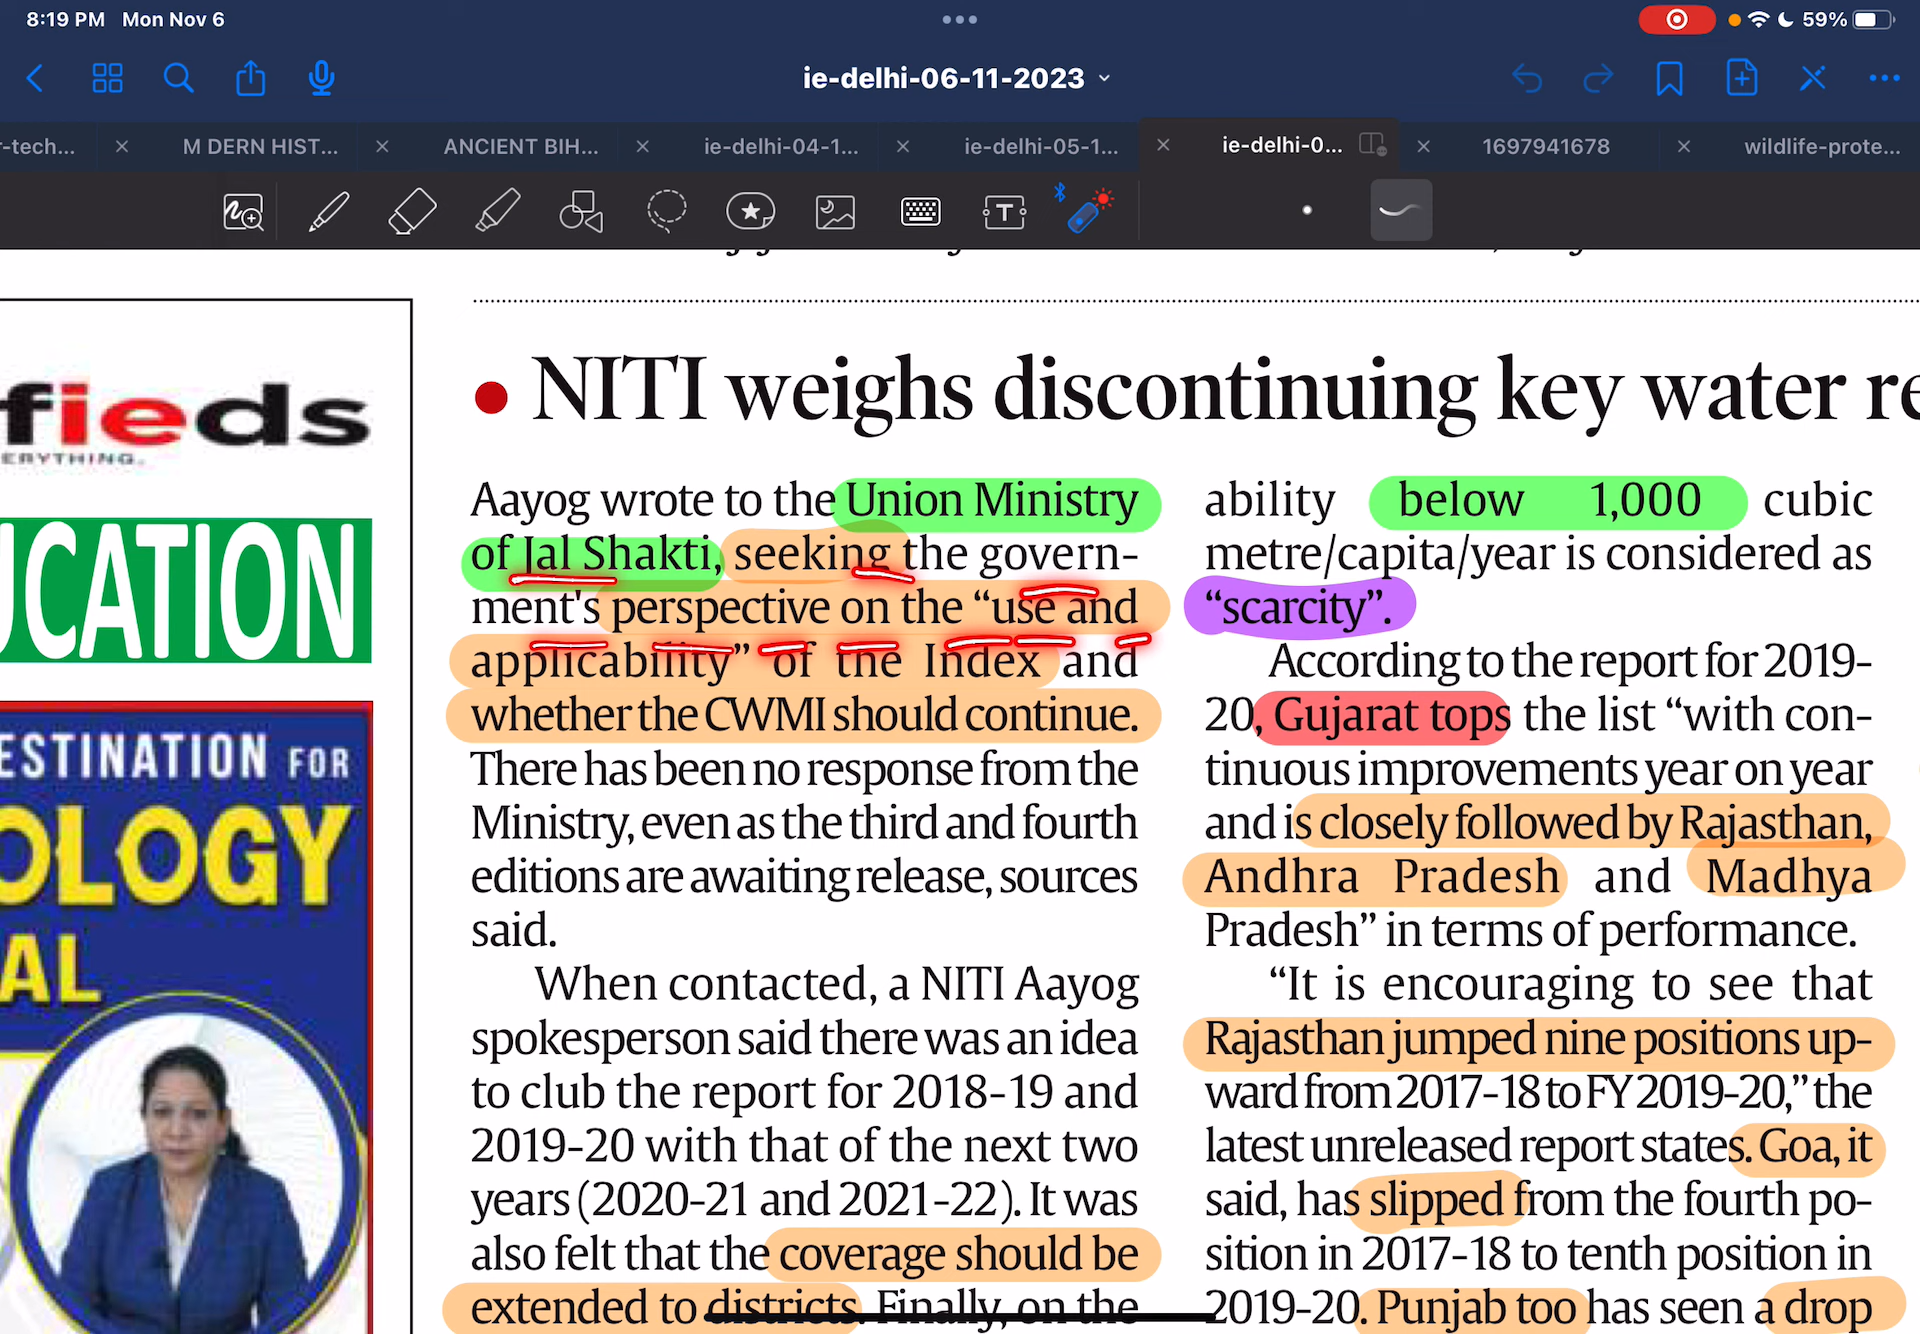 8:19 PM Mon Nov 6
59%
ie-delhi-06-11-2023
-tech...
M DERN HIST...
ANCIENT BIH...
ie-delhi-04-1...
ie-delhi-05-1...
ie-delhi-0...
1697941678
wildlife-prote...
fieds
ERYTHING.
UCATION
ESTINATION FOR
OLOGY
AL
NITI weighs discontinuing key water re
Aayog wrote to the Union Ministry
of Jal Shakti, seeking the govern-
ment's perspective on the “use and
applicability” of the Index and
whether the CWMI should continue.
There has been no response from the
Ministry, even as the third and fourth
editions are awaiting release, sources
said.
When contacted, a NITI Aayog
spokesperson said there was an idea
to club the report for 2018-19 and
2019-20 with that of the next two
years (2020-21 and 2021-22). It was
also felt that the coverage should be
extended to districts. Finally, on the
ability below 1,000 cubic
metre/capita/year is considered as
“scarcity”.
According to the report for 2019-
20, Gujarat tops the list “with con-
tinuous improvements year on year
and is closely followed by Rajasthan,
Andhra Pradesh and Madhya
Pradesh” in terms of performance.
“It is encouraging to see that
Rajasthan jumped nine positions up-
ward from 2017-18 to FY 2019-20,” the
latest unreleased report states. Goa, it
said, has slipped from the fourth po-
sition in 2017-18 to tenth position in
2019-20. Punjab too has seen a drop